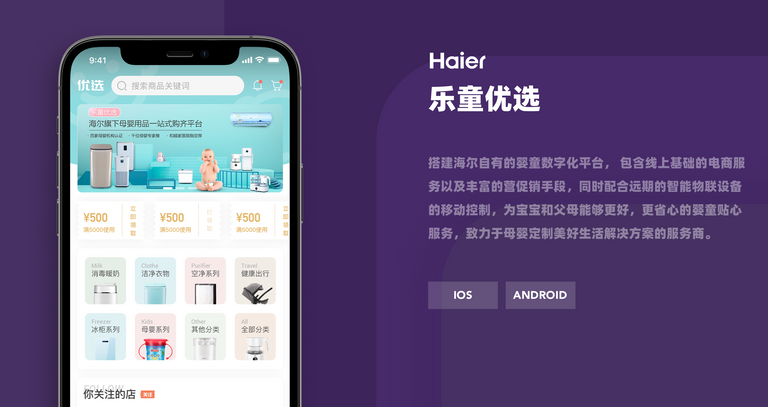 9:41
优选
搜索商品关键词
乐童优选
海尔旗下母婴用品一站式购齐平台
¥500
满5000使用
立即领取
¥500
满5000使用
¥500
满5000使用
立即领取
Milk
消毒暖奶
Clothe
洁净衣物
Purifier
空净系列
Travel
健康出行
Freezer
冰柜系列
Kids
母婴系列
Other
其他分类
All
全部分类
FOLLOW
你关注的店
关注
Haier
乐童优选
搭建海尔自有的婴童数字化平台，包含线上基础的电商服
务以及丰富的营促销手段，同时配合远期的智能物联设备
的移动控制，为宝宝和父母能够更好，更省心的婴童贴心
服务，致力于母婴定制美好生活解决方案的服务商。
IOS
ANDROID